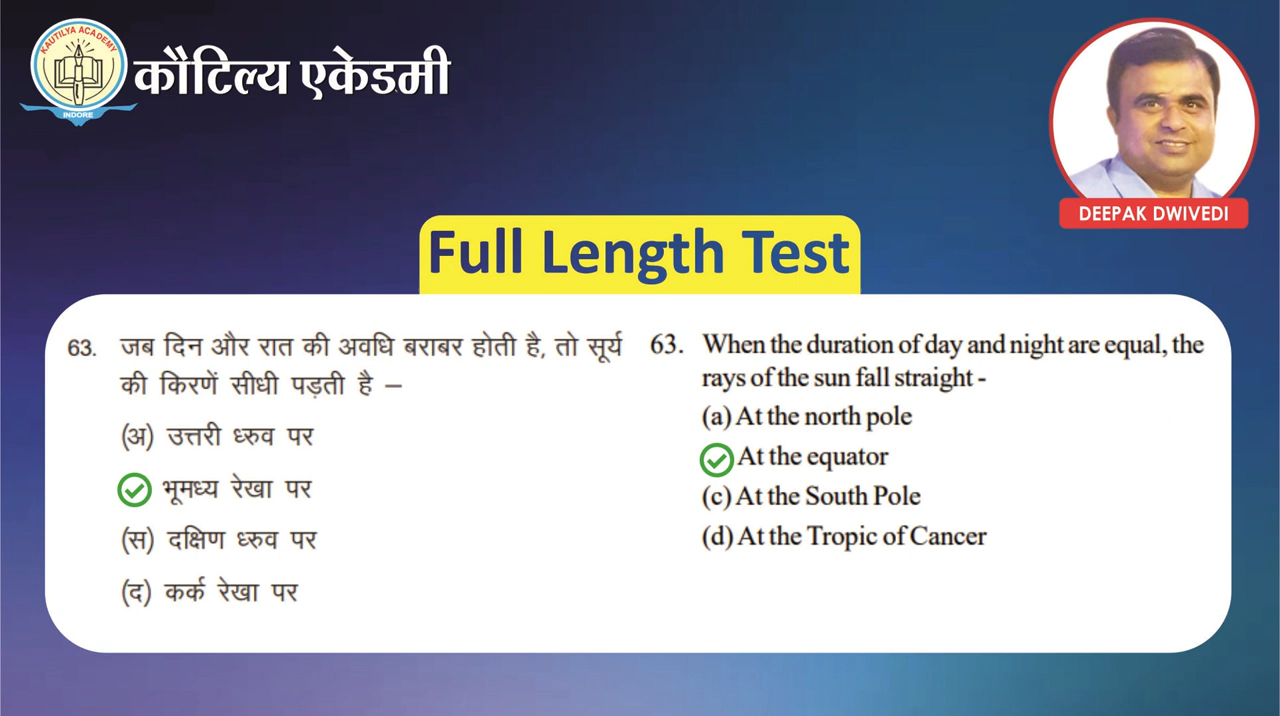 KAUTILYA ACADEMY
INDORE
कौटिल्य एकेडमी
DEEPAK DWIVEDI
Full Length Test
63. जब दिन और रात की अवधि बराबर होती है, तो सूर्य
की किरणें सीधी पड़ती है –
(अ) उत्तरी ध्रुव पर
भूमध्य रेखा पर
(स) दक्षिण ध्रुव पर
(द) कर्क रेखा पर
63. When the duration of day and night are equal, the
rays of the sun fall straight -
(a) At the north pole
At the equator
(c) At the South Pole
(d) At the Tropic of Cancer